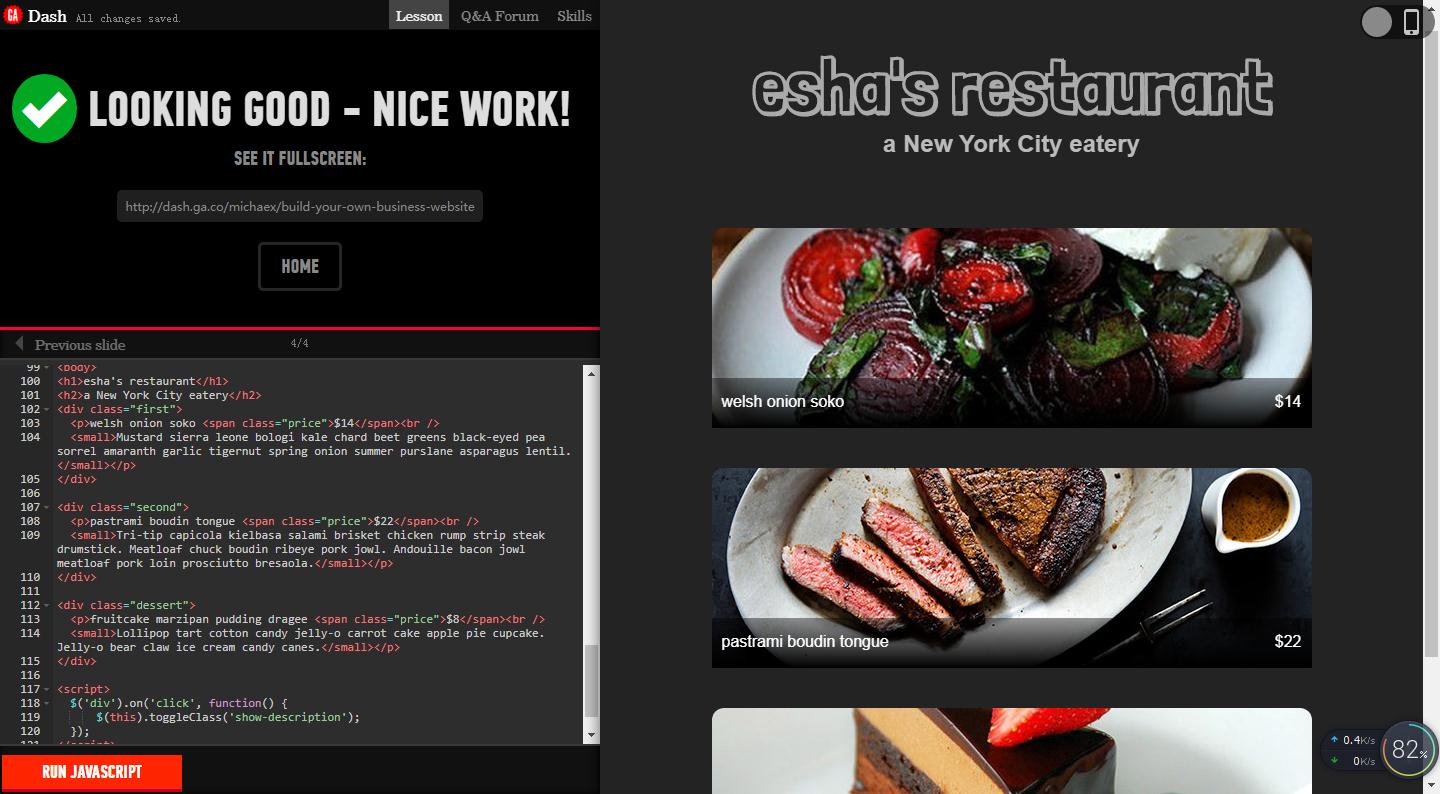 GA Dash All changes saved.
Lesson Q&A Forum Skills
LOOKING GOOD - NICE WORK!
SEE IT FULLSCREEN:
http://dash.ga.co/michaex/build-your-own-business-website
HOME
Previous slide 4/4
99 <body>
100 <h1>esha's restaurant</h1>
101 <h2>a New York City eatery</h2>
102 <div class="first">
103 <p>welsh onion soko <span class="price">$14</span><br />
104 <small>Mustard sierra leone bologi kale chard beet greens black-eyed pea
sorrel amaranth garlic tigernut spring onion summer purslane asparagus lentil.
</small></p>
105 </div>
106
107 <div class="second">
108 <p>pastrami boudin tongue <span class="price">$22</span><br />
109 <small>Tri-tip capicola kielbasa salami brisket chicken rump strip steak
drumstick. Meatloaf chuck boudin ribeye pork jowl. Andouille bacon jowl
meatloaf pork loin prosciutto bresaola.</small></p>
110 </div>
111
112 <div class="dessert">
113 <p>fruitcake marzipan pudding dragee <span class="price">$8</span><br />
114 <small>Lollipop tart cotton candy jelly-o carrot cake apple pie cupcake.
Jelly-o bear claw ice cream candy canes.</small></p>
115 </div>
116
117 <script>
118 $('div').on('click', function() {
119 $(this).toggleClass('show-description');
120 });
121 </script>
RUN JAVASCRIPT
esha's restaurant
a New York City eatery
welsh onion soko $14
pastrami boudin tongue $22
0.4K/s
0K/s
82%